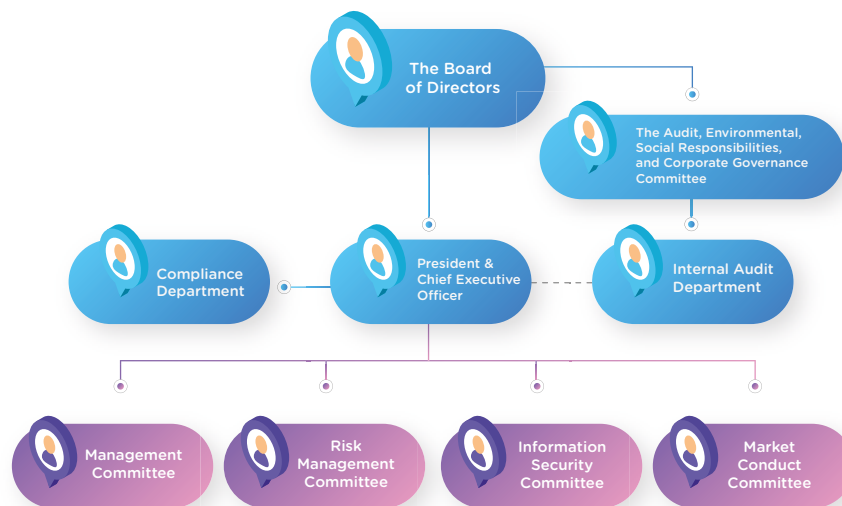 The Board
of Directors
The Audit, Environmental,
Social Responsibilities,
and Corporate Governance
Committee
Compliance
Department
President &
Chief Executive
Officer
Internal Audit
Department
Management
Committee
Risk
Management
Committee
Information
Security
Committee
Market
Conduct
Committee